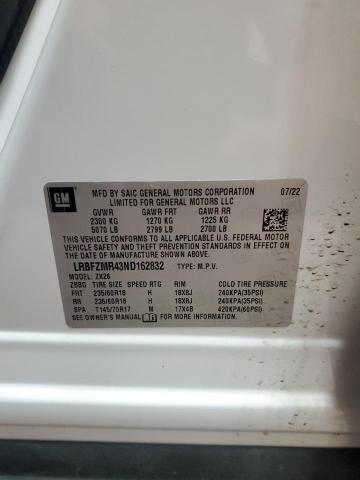 GM
07/22
MFD BY SAIC GENERAL MOTORS CORPORATION
LIMITED FOR GENERAL MOTORS LLC
GVWR GAWR FRT GAWR RR
2300 KG 1270 KG 1225 KG
5070 LB 2799 LB 2700 LB
THIS VEHICLE CONFORMS TO ALL APPLICABLE U.S. FEDERAL MOTOR
VEHICLE SAFETY AND THEFT PREVENTION STANDARDS IN EFFECT
ON THE DATE OF MANUFACTURE SHOWN ABOVE.
LRBFZMR43ND162832 TYPE: M.P.V.
MODEL: ZX26
ZBBG TIRE SIZE SPEED RTG RIM COLD TIRE PRESSURE
FRT 235/60R18 H 18X8J 240KPA(35PSI)
RR 235/60R18 H 18X8J 240KPA(35PSI)
SPA T145/70R17 M 17X4B 420KPA(60PSI)
SEE OWNER'S MANUAL FOR MORE INFORMATION.